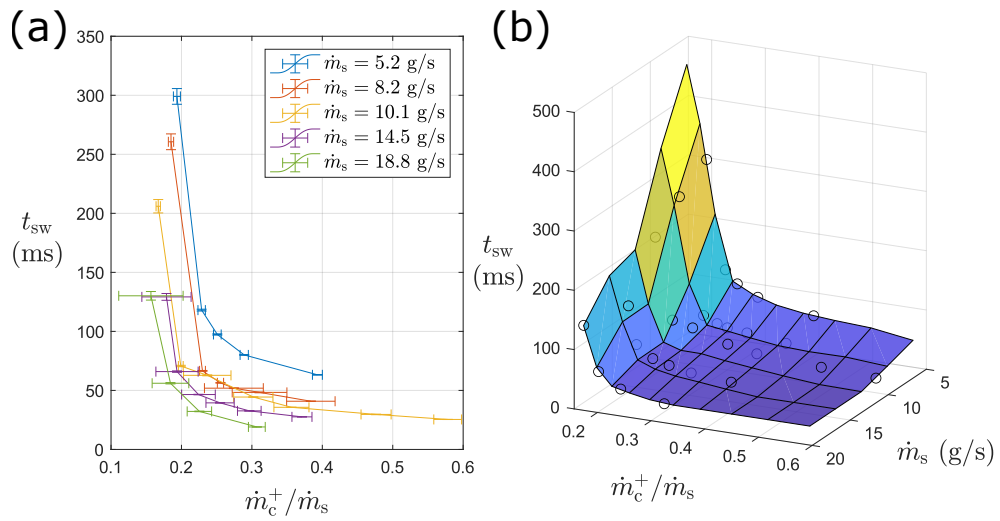 (a)
350
300
250
200
150
100
50
0
t_sw
(ms)
0.1 0.2 0.3 0.4 0.5 0.6
ṁ_c^+/ṁ_s
ṁ_s = 5.2 g/s
ṁ_s = 8.2 g/s
ṁ_s = 10.1 g/s
ṁ_s = 14.5 g/s
ṁ_s = 18.8 g/s
(b)
500
400
300
200
100
0
t_sw
(ms)
0.2 0.3 0.4 0.5 0.6
ṁ_c^+/ṁ_s
5
10
15
20
ṁ_s (g/s)